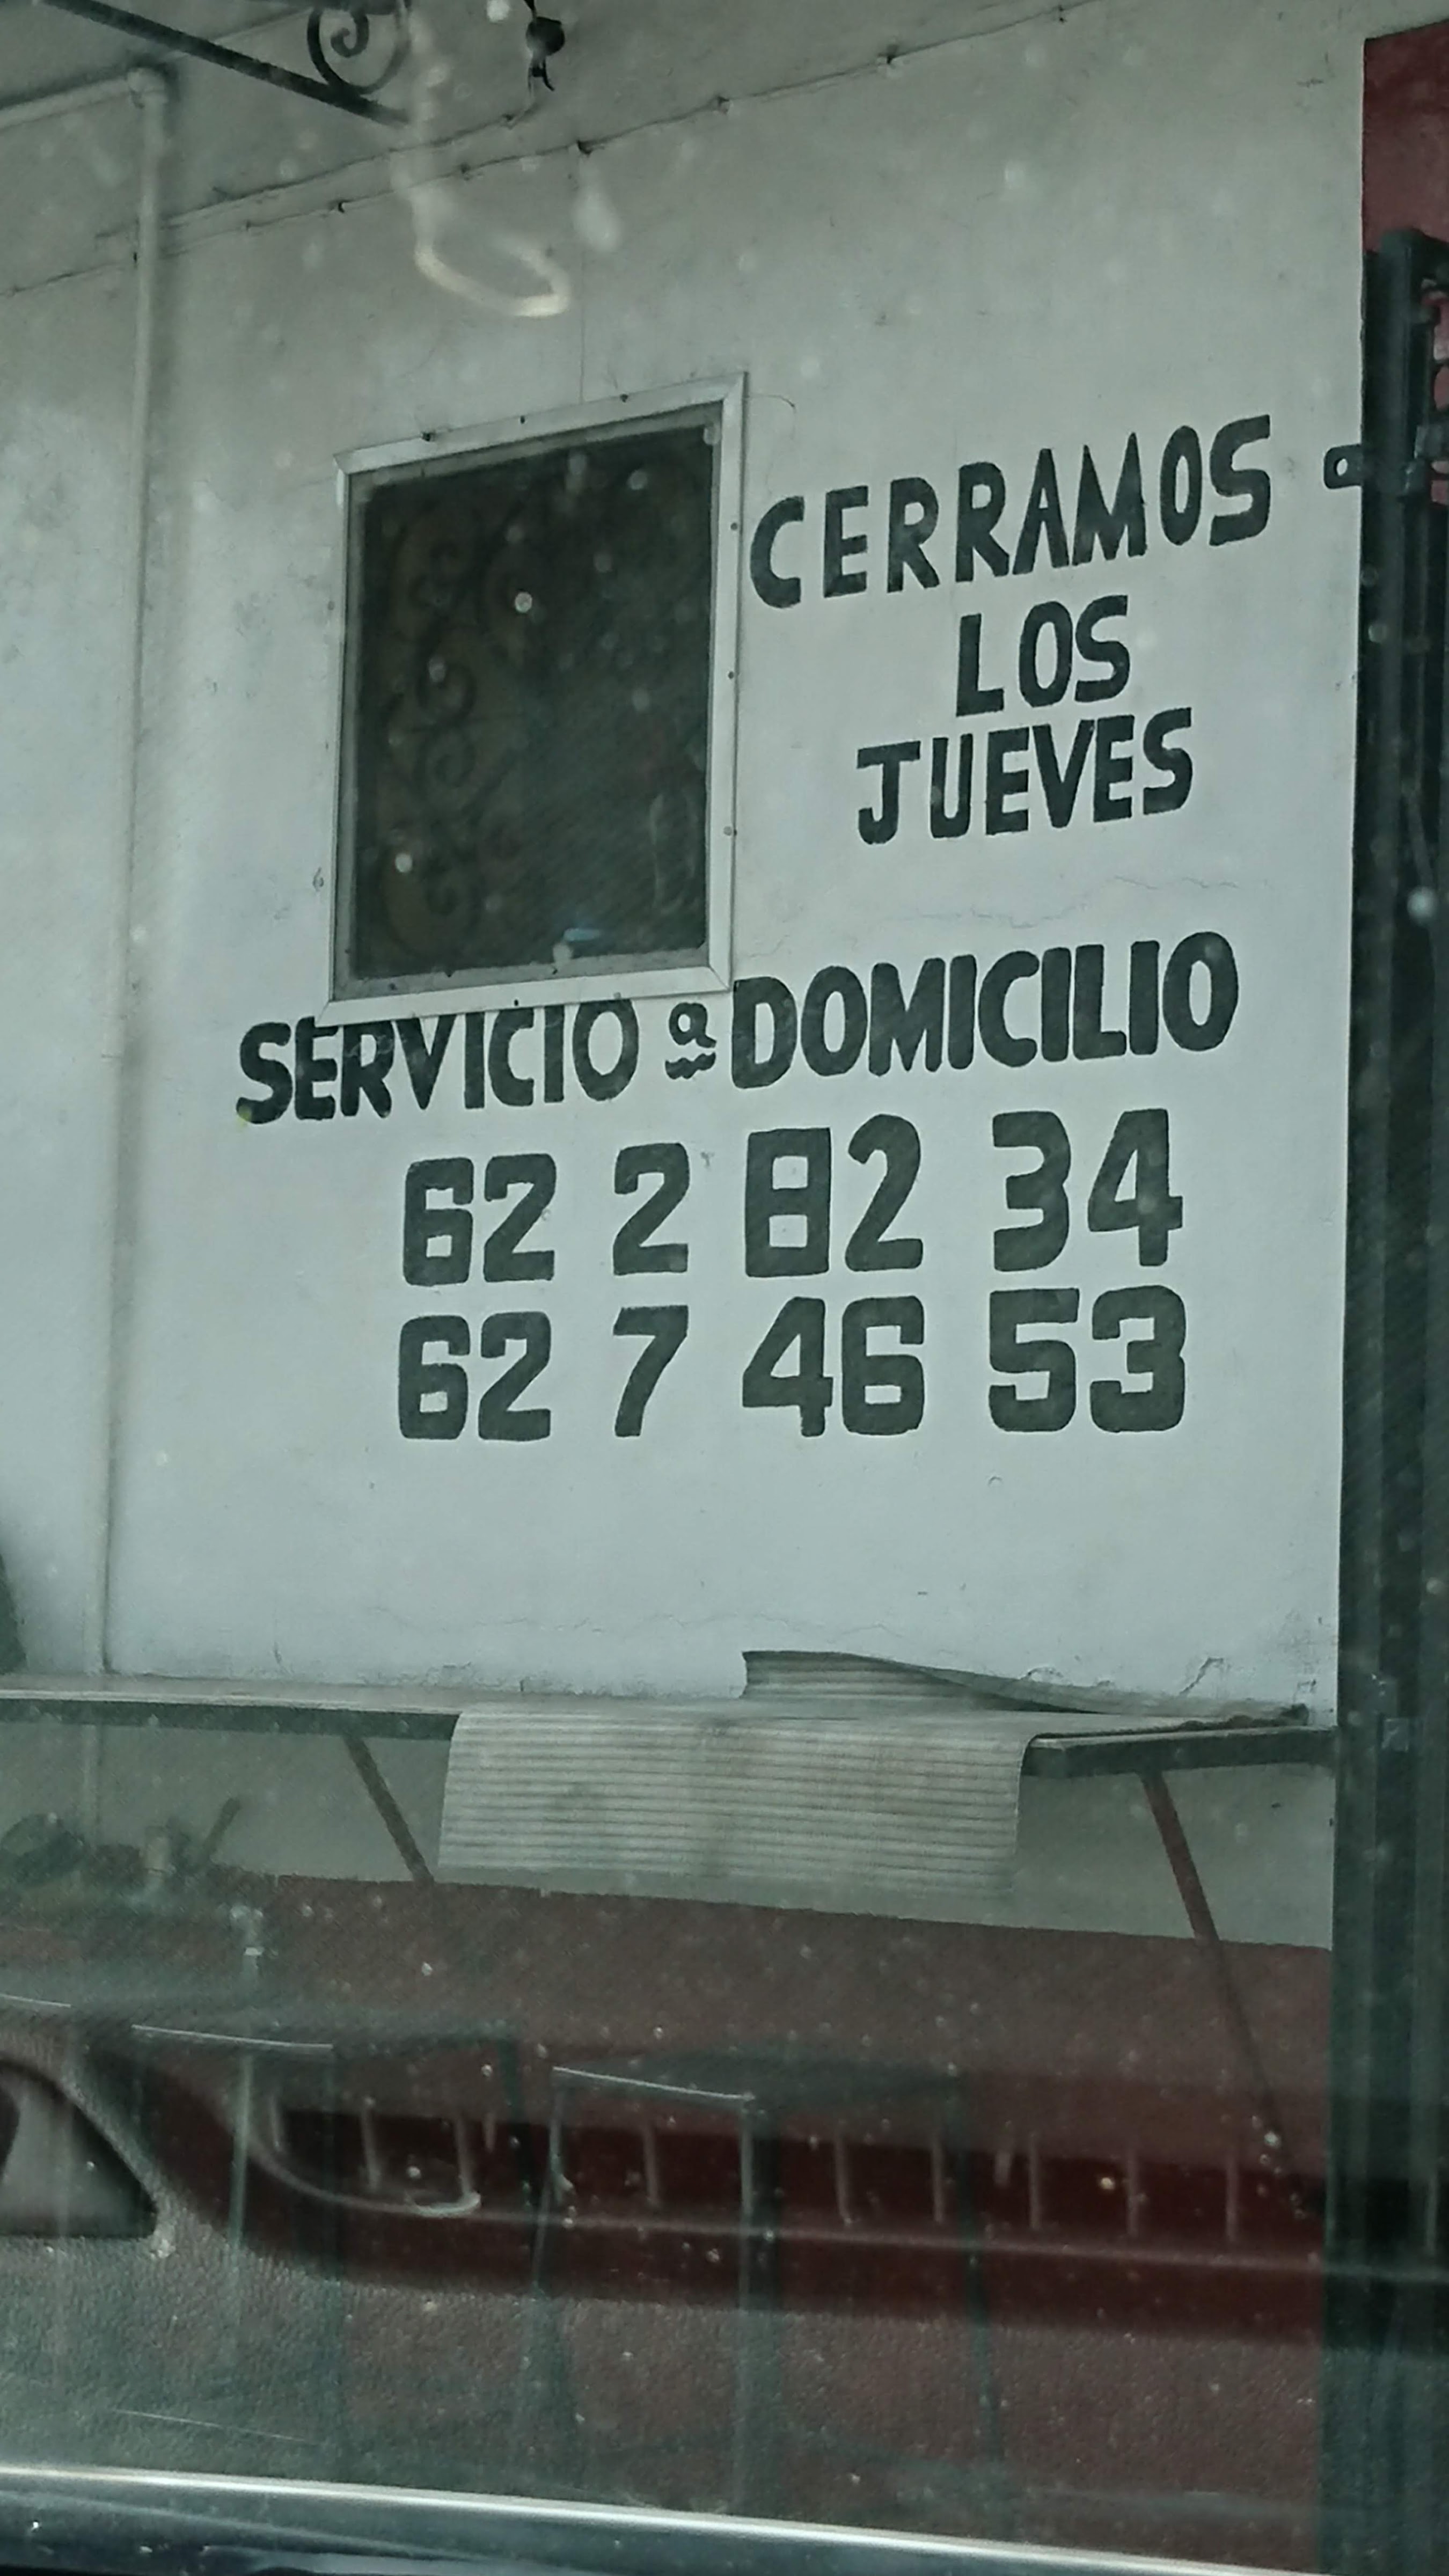 CERRAMOS
LOS
JUEVES
SERVICIO a DOMICILIO
62 2 82 34
62 7 46 53